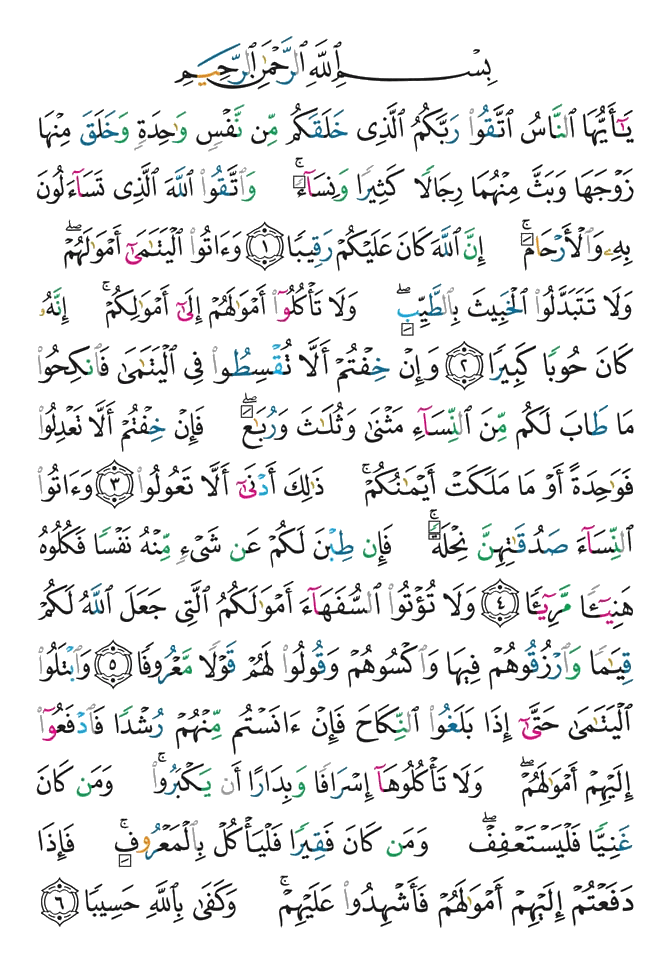 بِسۡمِ ٱللَّهِ ٱلرَّحۡمَٰنِ ٱلرَّحِيمِ
يَٰٓأَيُّهَا ٱلنَّاسُ ٱتَّقُواْ رَبَّكُمُ ٱلَّذِي خَلَقَكُم مِّن نَّفۡسٖ وَٰحِدَةٖ وَخَلَقَ مِنۡهَا
زَوۡجَهَا وَبَثَّ مِنۡهُمَا رِجَالٗا كَثِيرٗا وَنِسَآءٗۚ وَٱتَّقُواْ ٱللَّهَ ٱلَّذِي تَسَآءَلُونَ
بِهِۦ وَٱلۡأَرۡحَامَۚ إِنَّ ٱللَّهَ كَانَ عَلَيۡكُمۡ رَقِيبٗا ١ وَءَاتُواْ ٱلۡيَتَٰمَىٰٓ أَمۡوَٰلَهُمۡۖ
وَلَا تَتَبَدَّلُواْ ٱلۡخَبِيثَ بِٱلطَّيِّبِۖ وَلَا تَأۡكُلُوٓاْ أَمۡوَٰلَهُمۡ إِلَىٰٓ أَمۡوَٰلِكُمۡۚ إِنَّهُۥ
كَانَ حُوبٗا كَبِيرٗا ٢ وَإِنۡ خِفۡتُمۡ أَلَّا تُقۡسِطُواْ فِي ٱلۡيَتَٰمَىٰ فَٱنكِحُواْ
مَا طَابَ لَكُم مِّنَ ٱلنِّسَآءِ مَثۡنَىٰ وَثُلَٰثَ وَرُبَٰعَۖ فَإِنۡ خِفۡتُمۡ أَلَّا تَعۡدِلُواْ
فَوَٰحِدَةً أَوۡ مَا مَلَكَتۡ أَيۡمَٰنُكُمۡۚ ذَٰلِكَ أَدۡنَىٰٓ أَلَّا تَعُولُواْ ٣ وَءَاتُواْ
ٱلنِّسَآءَ صَدُقَٰتِهِنَّ نِحۡلَةٗۚ فَإِن طِبۡنَ لَكُمۡ عَن شَيۡءٖ مِّنۡهُ نَفۡسٗا فَكُلُوهُ
هَنِيٓـٔٗا مَّرِيٓـٔٗا ٤ وَلَا تُؤۡتُواْ ٱلسُّفَهَآءَ أَمۡوَٰلَكُمُ ٱلَّتِي جَعَلَ ٱللَّهُ لَكُمۡ
قِيَٰمٗا وَٱرۡزُقُوهُمۡ فِيهَا وَٱكۡسُوهُمۡ وَقُولُواْ لَهُمۡ قَوۡلٗا مَّعۡرُوفٗا ٥ وَٱبۡتَلُواْ
ٱلۡيَتَٰمَىٰ حَتَّىٰٓ إِذَا بَلَغُواْ ٱلنِّكَاحَ فَإِنۡ ءَانَسۡتُم مِّنۡهُمۡ رُشۡدٗا فَٱدۡفَعُوٓاْ
إِلَيۡهِمۡ أَمۡوَٰلَهُمۡۖ وَلَا تَأۡكُلُوهَآ إِسۡرَافٗا وَبِدَارًا أَن يَكۡبَرُواْۚ وَمَن كَانَ
غَنِيّٗا فَلۡيَسۡتَعۡفِفۡۖ وَمَن كَانَ فَقِيرٗا فَلۡيَأۡكُلۡ بِٱلۡمَعۡرُوفِۚ فَإِذَا
دَفَعۡتُمۡ إِلَيۡهِمۡ أَمۡوَٰلَهُمۡ فَأَشۡهِدُواْ عَلَيۡهِمۡۚ وَكَفَىٰ بِٱللَّهِ حَسِيبٗا ٦